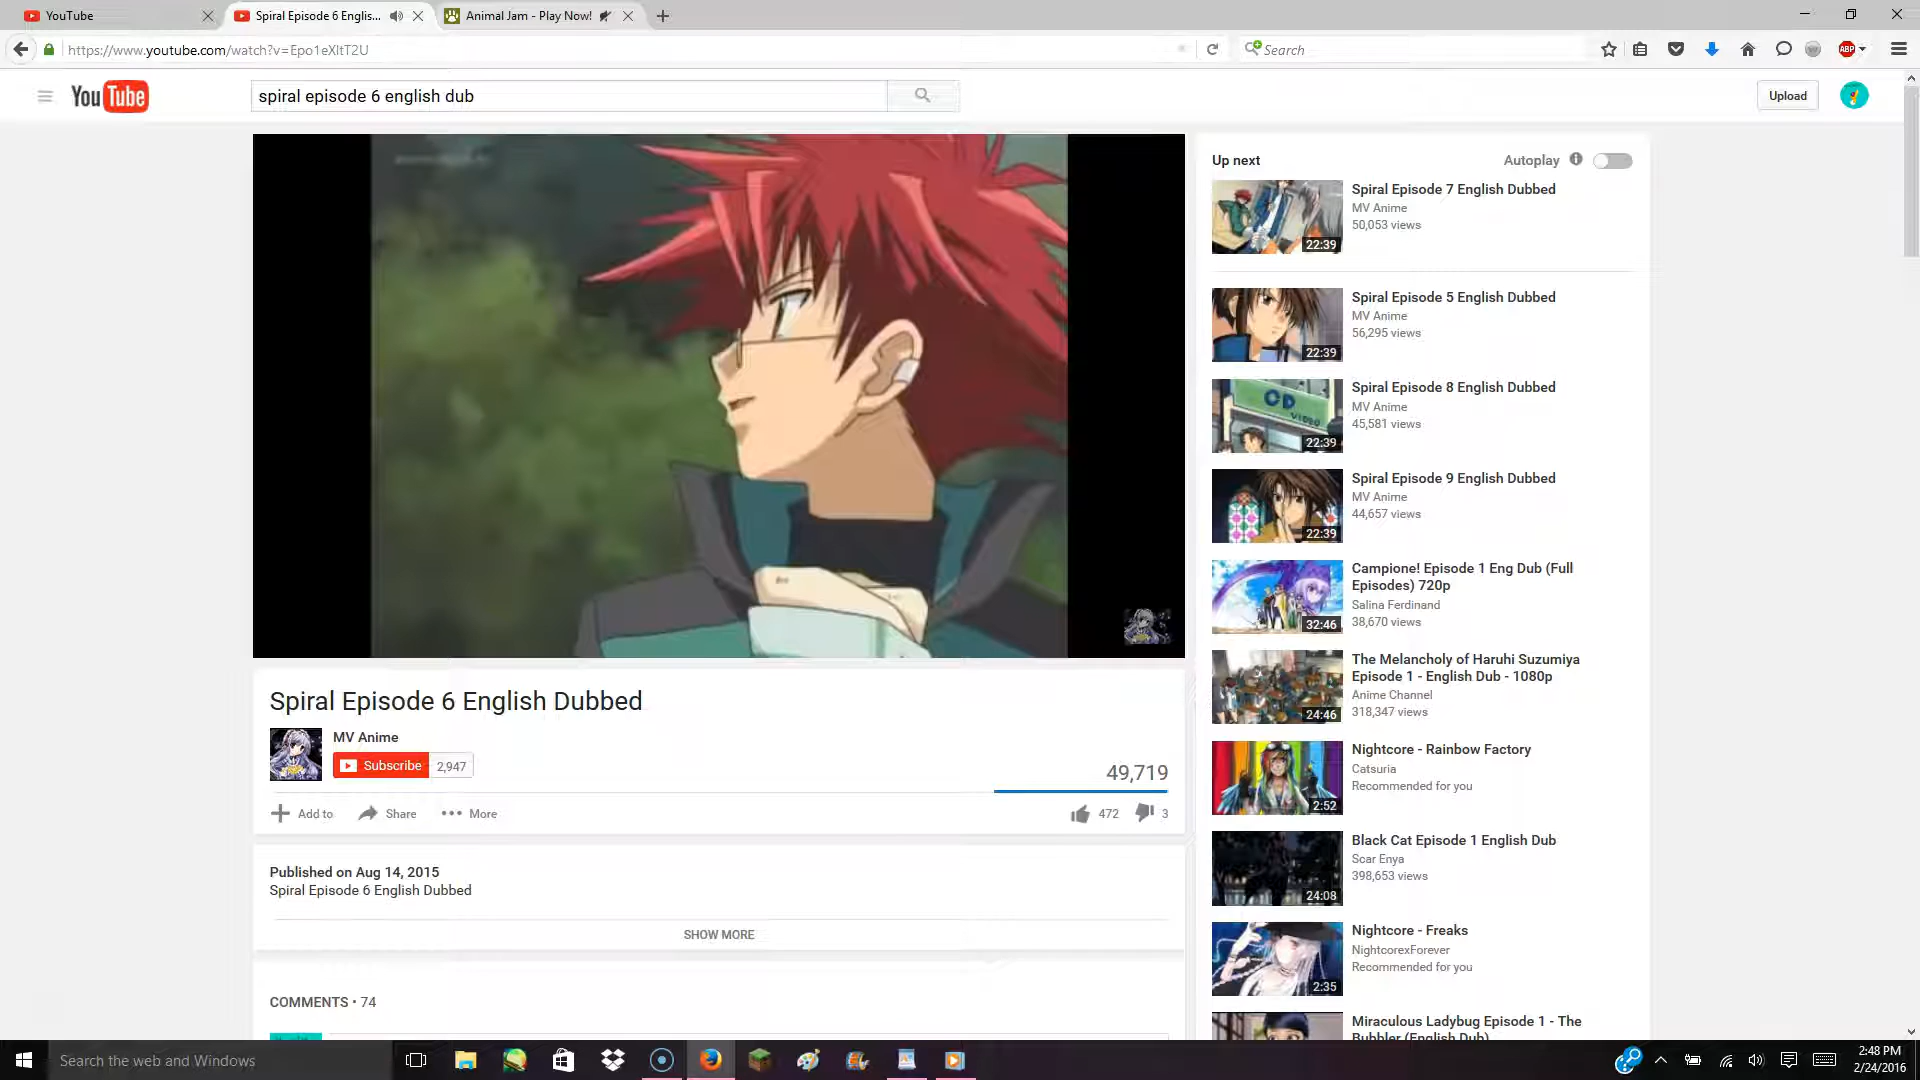 YouTube
Spiral Episode 6 Englis...
Animal Jam - Play Now!
https://www.youtube.com/watch?v=Epo1eXltT2U
Search
ABP
YouTube
spiral episode 6 english dub
Upload
Up next
Autoplay
Spiral Episode 7 English Dubbed
MV Anime
50,053 views
22:39
Spiral Episode 5 English Dubbed
MV Anime
56,295 views
22:39
Spiral Episode 8 English Dubbed
MV Anime
45,581 views
CD
VIDEO
22:39
Spiral Episode 9 English Dubbed
MV Anime
44,657 views
22:39
Campione! Episode 1 Eng Dub (Full
Episodes) 720p
Salina Ferdinand
38,670 views
32:46
The Melancholy of Haruhi Suzumiya
Episode 1 - English Dub - 1080p
Anime Channel
318,347 views
24:46
Nightcore - Rainbow Factory
Catsuria
Recommended for you
2:52
Black Cat Episode 1 English Dub
Scar Enya
398,653 views
24:08
Nightcore - Freaks
NightcorexForever
Recommended for you
2:35
Miraculous Ladybug Episode 1 - The
Bubbler (English Dub)
Spiral Episode 6 English Dubbed
MV Anime
Subscribe 2,947
49,719
Add to Share More
472 3
Published on Aug 14, 2015
Spiral Episode 6 English Dubbed
SHOW MORE
COMMENTS • 74
Search the web and Windows
2:48 PM
2/24/2016